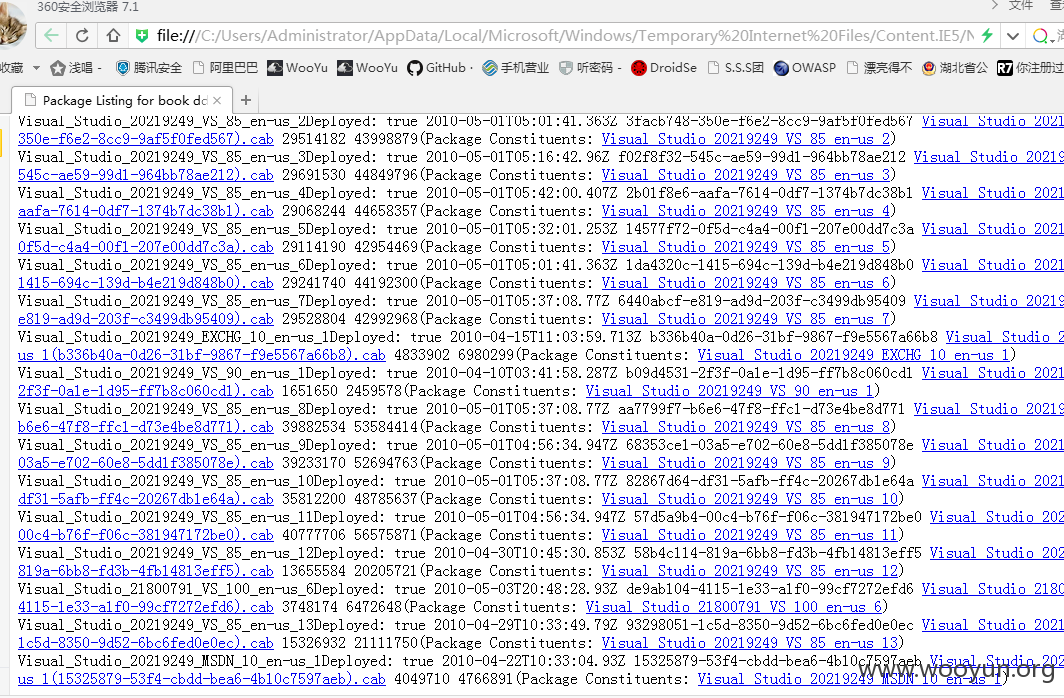 360安全浏览器 7.1
文件
file:///C:/Users/Administrator/AppData/Local/Microsoft/Windows/Temporary%20Internet%20Files/Content.IE5/N
收藏 浅唱 - 腾讯安全 阿里巴巴 WooYu WooYu GitHub · 手机营业 听密码 - DroidSe S.S团 OWASP 漂亮得不 湖北省公 R7 你注册过
Package Listing for book dd
Visual_Studio_20219249_VS_85_en-us_2Deployed: true 2010-05-01T05:01:41.363Z 3facb748-350e-f6e2-8cc9-9af5f0fed567 Visual Studio 2021
350e-f6e2-8cc9-9af5f0fed567).cab 29514182 43998879(Package Constituents: Visual Studio 20219249 VS 85 en-us 2)
Visual_Studio_20219249_VS_85_en-us_3Deployed: true 2010-05-01T05:16:42.96Z f02f8f32-545c-ae59-99d1-964bb78ae212 Visual Studio 20219
545c-ae59-99d1-964bb78ae212).cab 29691530 44849796(Package Constituents: Visual Studio 20219249 VS 85 en-us 3)
Visual_Studio_20219249_VS_85_en-us_4Deployed: true 2010-05-01T05:42:00.407Z 2b01f8e6-aafa-7614-0df7-1374b7dc38b1 Visual Studio 2021
aafa-7614-0df7-1374b7dc38b1).cab 29068244 44658357(Package Constituents: Visual Studio 20219249 VS 85 en-us 4)
Visual_Studio_20219249_VS_85_en-us_5Deployed: true 2010-05-01T05:32:01.253Z 14577f72-0f5d-c4a4-00f1-207e00dd7c3a Visual Studio 2021
0f5d-c4a4-00f1-207e00dd7c3a).cab 29114190 42954469(Package Constituents: Visual Studio 20219249 VS 85 en-us 5)
Visual_Studio_20219249_VS_85_en-us_6Deployed: true 2010-05-01T05:01:41.363Z 1da4320c-1415-694c-139d-b4e219d848b0 Visual Studio 2021
1415-694c-139d-b4e219d848b0).cab 29241740 44192300(Package Constituents: Visual Studio 20219249 VS 85 en-us 6)
Visual_Studio_20219249_VS_85_en-us_7Deployed: true 2010-05-01T05:37:08.77Z 6440abcf-e819-ad9d-203f-c3499db95409 Visual Studio 20219
e819-ad9d-203f-c3499db95409).cab 29528804 42992968(Package Constituents: Visual Studio 20219249 VS 85 en-us 7)
Visual_Studio_20219249_EXCHG_10_en-us_1Deployed: true 2010-04-15T11:03:59.713Z b336b40a-0d26-31bf-9867-f9e5567a66b8 Visual Studio 2
us 1(b336b40a-0d26-31bf-9867-f9e5567a66b8).cab 4833902 6980299(Package Constituents: Visual Studio 20219249 EXCHG 10 en-us 1)
Visual_Studio_20219249_VS_90_en-us_1Deployed: true 2010-04-10T03:41:58.287Z b09d4531-2f3f-0a1e-1d95-ff7b8c060cd1 Visual Studio 2021
2f3f-0a1e-1d95-ff7b8c060cd1).cab 1651650 2459578(Package Constituents: Visual Studio 20219249 VS 90 en-us 1)
Visual_Studio_20219249_VS_85_en-us_8Deployed: true 2010-05-01T05:37:08.77Z aa7799f7-b6e6-47f8-ffc1-d73e4be8d771 Visual Studio 20219
b6e6-47f8-ffc1-d73e4be8d771).cab 39882534 53584414(Package Constituents: Visual Studio 20219249 VS 85 en-us 8)
Visual_Studio_20219249_VS_85_en-us_9Deployed: true 2010-05-01T04:56:34.947Z 68353ce1-03a5-e702-60e8-5dd1f385078e Visual Studio 2021
03a5-e702-60e8-5dd1f385078e).cab 39233170 52694763(Package Constituents: Visual Studio 20219249 VS 85 en-us 9)
Visual_Studio_20219249_VS_85_en-us_10Deployed: true 2010-05-01T05:37:08.77Z 82867d64-df31-5afb-ff4c-20267db1e64a Visual Studio 2021
df31-5afb-ff4c-20267db1e64a).cab 35812200 48785637(Package Constituents: Visual Studio 20219249 VS 85 en-us 10)
Visual_Studio_20219249_VS_85_en-us_11Deployed: true 2010-05-01T04:56:34.947Z 57d5a9b4-00c4-b76f-f06c-381947172be0 Visual Studio 202
00c4-b76f-f06c-381947172be0).cab 40777706 56575871(Package Constituents: Visual Studio 20219249 VS 85 en-us 11)
Visual_Studio_20219249_VS_85_en-us_12Deployed: true 2010-04-30T10:45:30.853Z 58b4c114-819a-6bb8-fd3b-4fb14813eff5 Visual Studio 202
819a-6bb8-fd3b-4fb14813eff5).cab 13655584 20205721(Package Constituents: Visual Studio 20219249 VS 85 en-us 12)
Visual_Studio_21800791_VS_100_en-us_6Deployed: true 2010-05-03T20:48:28.93Z de9ab104-4115-1e33-a1f0-99cf7272efd6 Visual Studio 2180
4115-1e33-a1f0-99cf7272efd6).cab 3748174 6472648(Package Constituents: Visual Studio 21800791 VS 100 en-us 6)
Visual_Studio_20219249_VS_85_en-us_13Deployed: true 2010-04-29T10:33:49.79Z 93298051-1c5d-8350-9d52-6bc6fed0e0ec Visual Studio 2021
1c5d-8350-9d52-6bc6fed0e0ec).cab 15326932 21111750(Package Constituents: Visual Studio 20219249 VS 85 en-us 13)
Visual_Studio_20219249_MSDN_10_en-us_1Deployed: true 2010-04-22T10:33:04.93Z 15325879-53f4-cbdd-bea6-4b10c7597aeb Visual Studio 202
us 1(15325879-53f4-cbdd-bea6-4b10c7597aeb).cab 4049710 4766891(Package Constituents: Visual Studio 20219249 MSDN 10 en-us 1)
www.wooyun.org